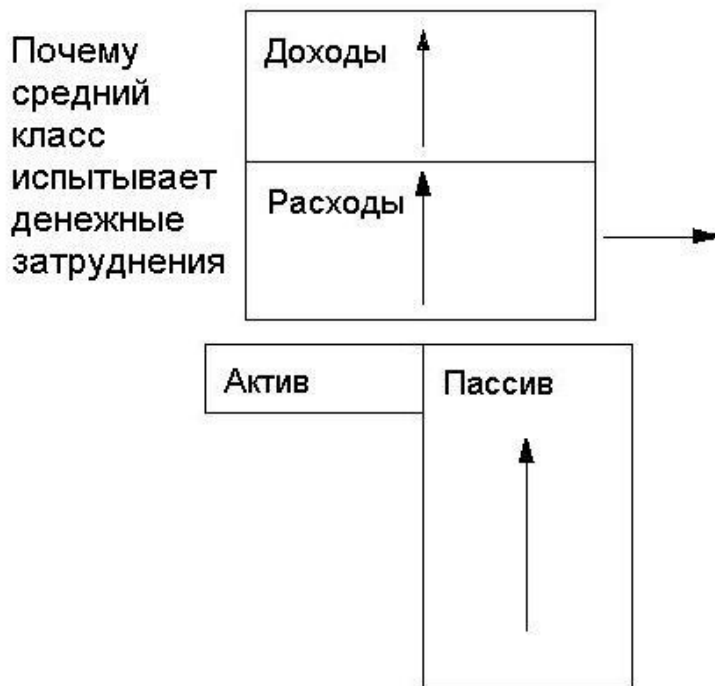 Почему
средний
класс
испытывает
денежные
затруднения
Доходы
Расходы
Актив
Пассив